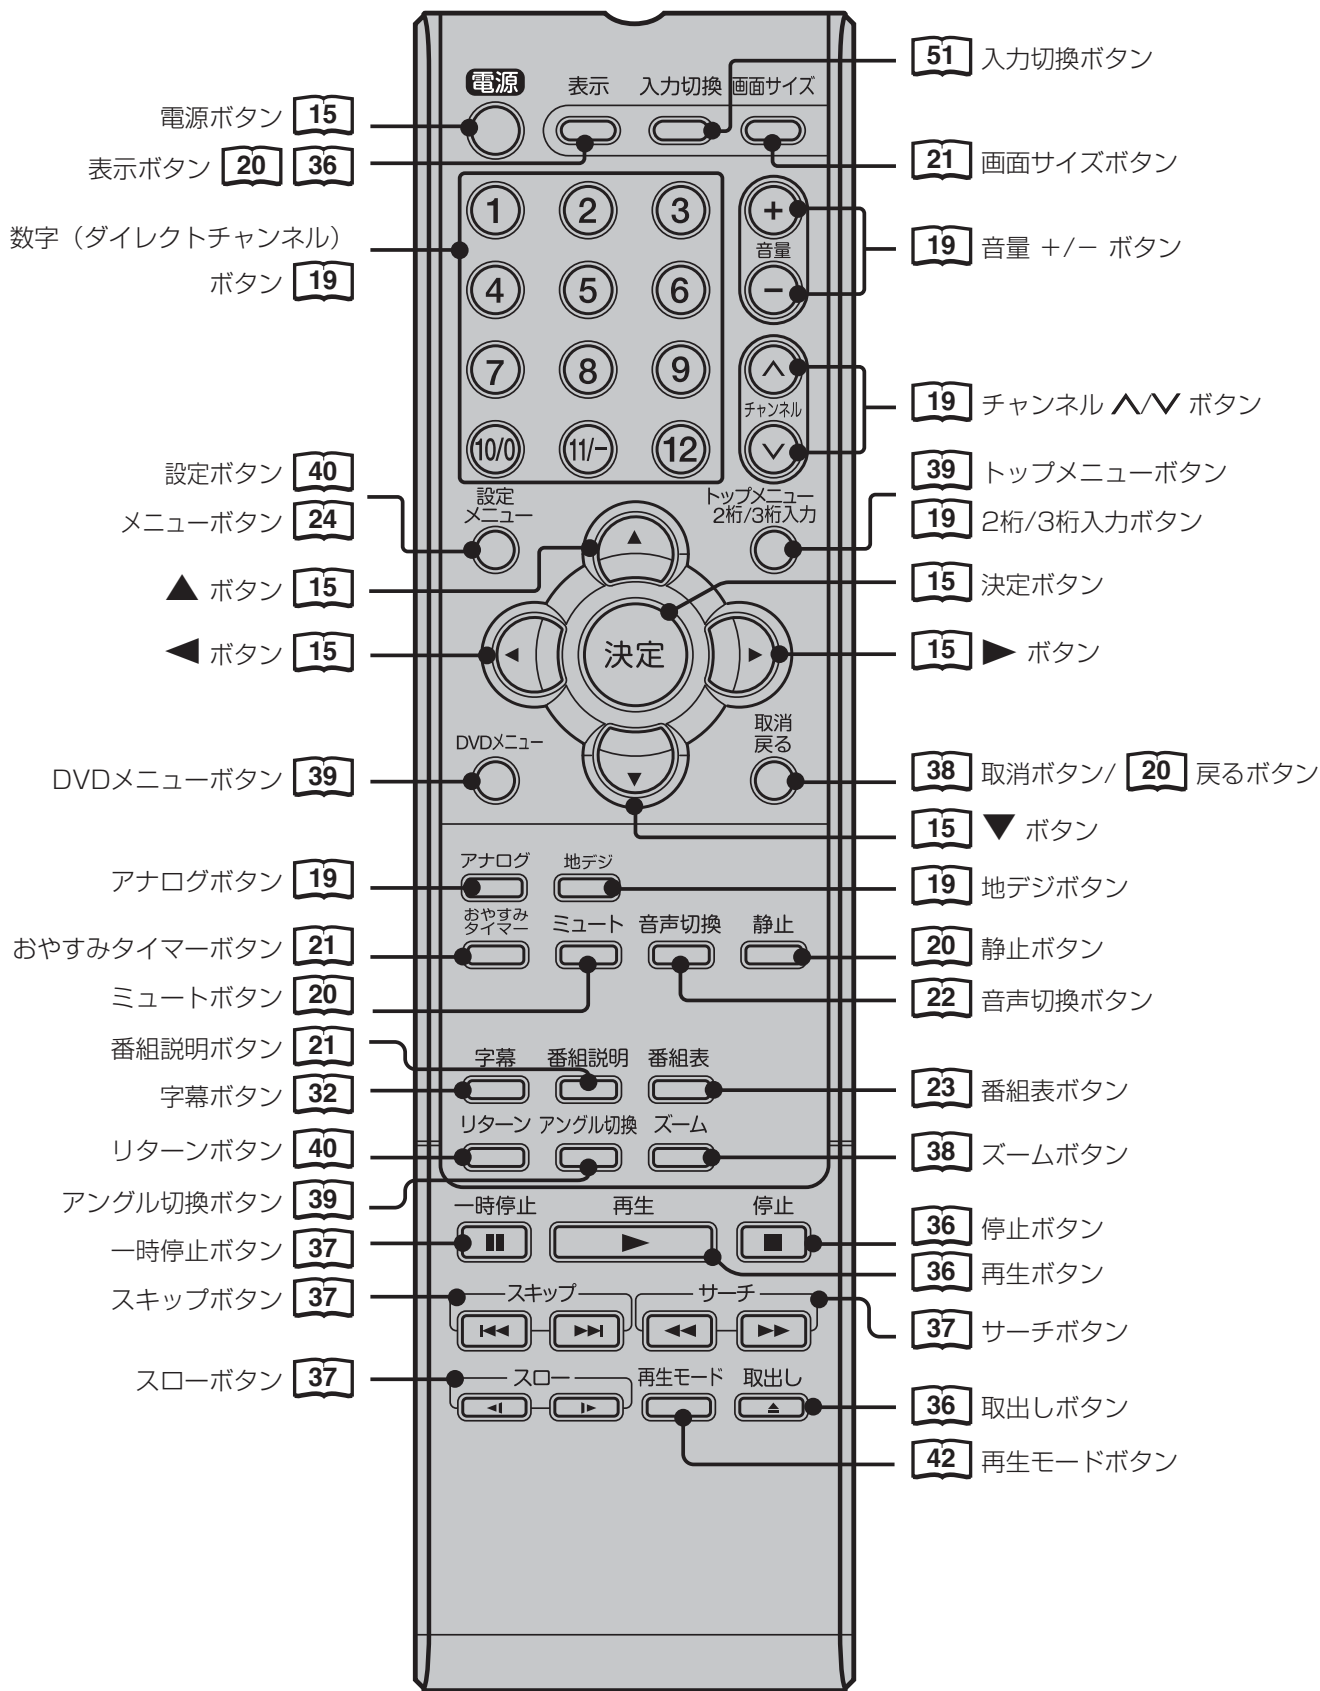 電源ボタン 15
表示ボタン 20 36
数字（ダイレクトチャンネル）
ボタン 19
設定ボタン 40
メニューボタン 24
▲ ボタン 15
◀ ボタン 15
DVDメニューボタン 39
アナログボタン 19
おやすみタイマーボタン 21
ミュートボタン 20
番組説明ボタン 21
字幕ボタン 32
リターンボタン 40
アングル切換ボタン 39
一時停止ボタン 37
スキップボタン 37
スローボタン 37
電源 表示 入力切換 画面サイズ
1 2 3 +
音量
4 5 6 −
7 8 9 ∧
チャンネル
10/0 11/− 12 ∨
設定
メニュー
トップメニュー
2桁/3桁入力
▲
◀ 決定 ▶
▼
DVDメニュー
取消
戻る
アナログ 地デジ
おやすみ
タイマー
ミュート 音声切換 静止
字幕 番組説明 番組表
リターン アングル切換 ズーム
一時停止 再生 停止
スキップ サーチ
スロー 再生モード 取出し
51 入力切換ボタン
21 画面サイズボタン
19 音量 +/− ボタン
19 チャンネル ∧/∨ ボタン
39 トップメニューボタン
19 2桁/3桁入力ボタン
15 決定ボタン
15 ▶ ボタン
38 取消ボタン/ 20 戻るボタン
15 ▼ ボタン
19 地デジボタン
20 静止ボタン
22 音声切換ボタン
23 番組表ボタン
38 ズームボタン
36 停止ボタン
36 再生ボタン
37 サーチボタン
36 取出しボタン
42 再生モードボタン